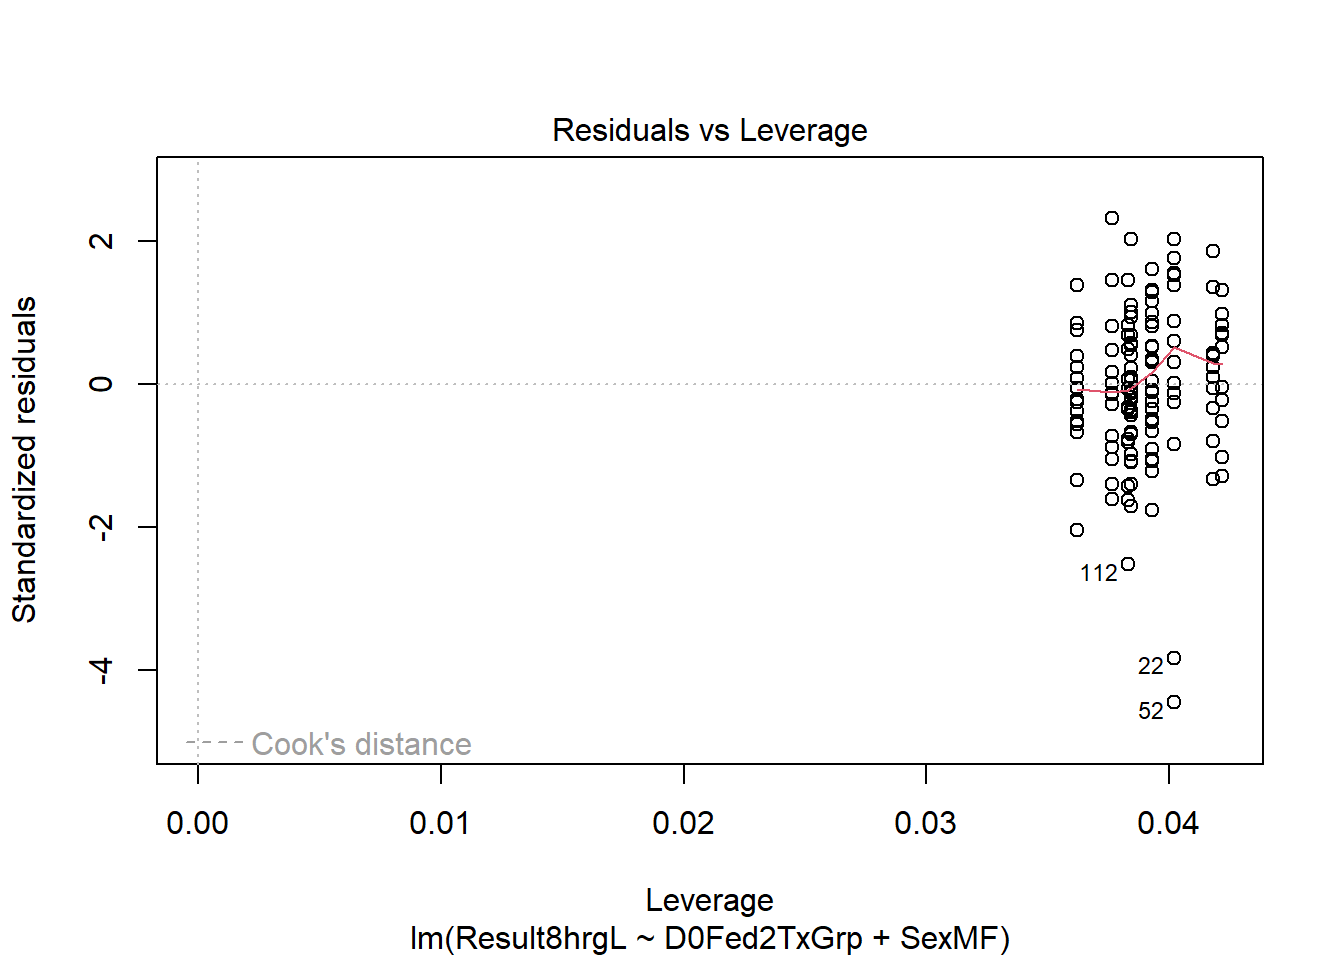 Residuals vs Leverage
Standardized residuals
2
0
-2
-4
112
22
52
Cook's distance
0.00 0.01 0.02 0.03 0.04
Leverage
lm(Result8hrgL ~ D0Fed2TxGrp + SexMF)